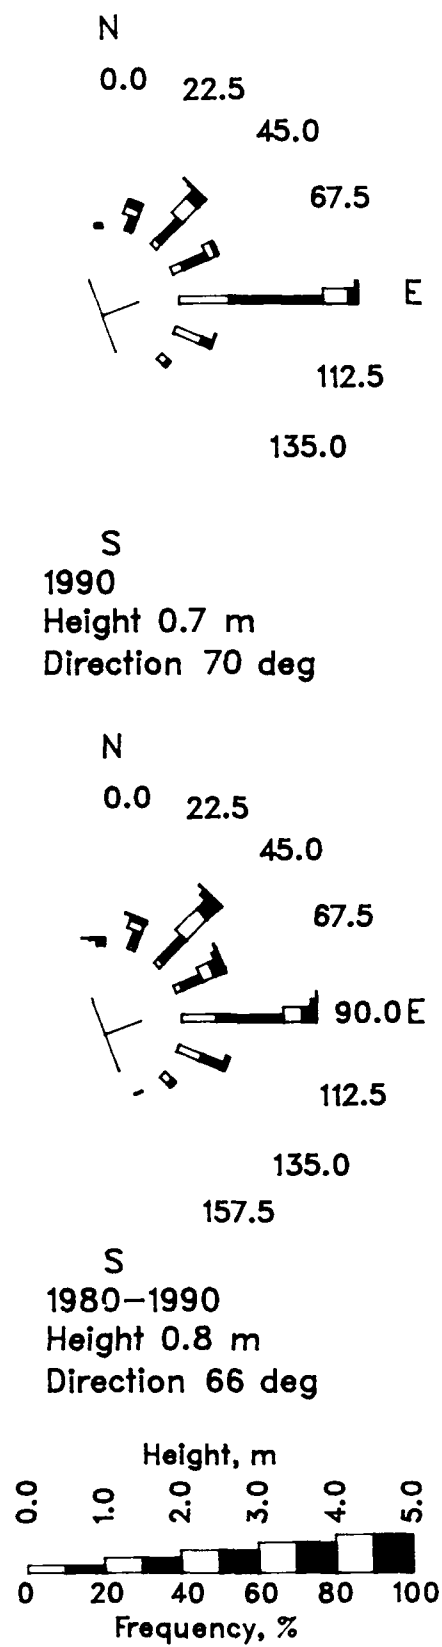 N
0.0
22.5
45.0
67.5
E
112.5
135.0
S
1990
Height 0.7 m
Direction 70 deg
N
0.0
22.5
45.0
67.5
90.0 E
112.5
135.0
157.5
S
1980–1990
Height 0.8 m
Direction 66 deg
Height, m
0.0 1.0 2.0 3.0 4.0 5.0
0 20 40 60 80 100
Frequency, %